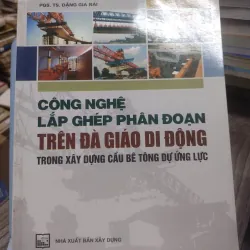 PGS. TS. ĐẶNG GIA NẢI
CÔNG NGHỆ
LẮP GHÉP PHÂN ĐOẠN
TRÊN ĐÀ GIÁO DI ĐỘNG
TRONG XÂY DỰNG CẦU BÊ TÔNG DỰ ỨNG LỰC
NHÀ XUẤT BẢN XÂY DỰNG